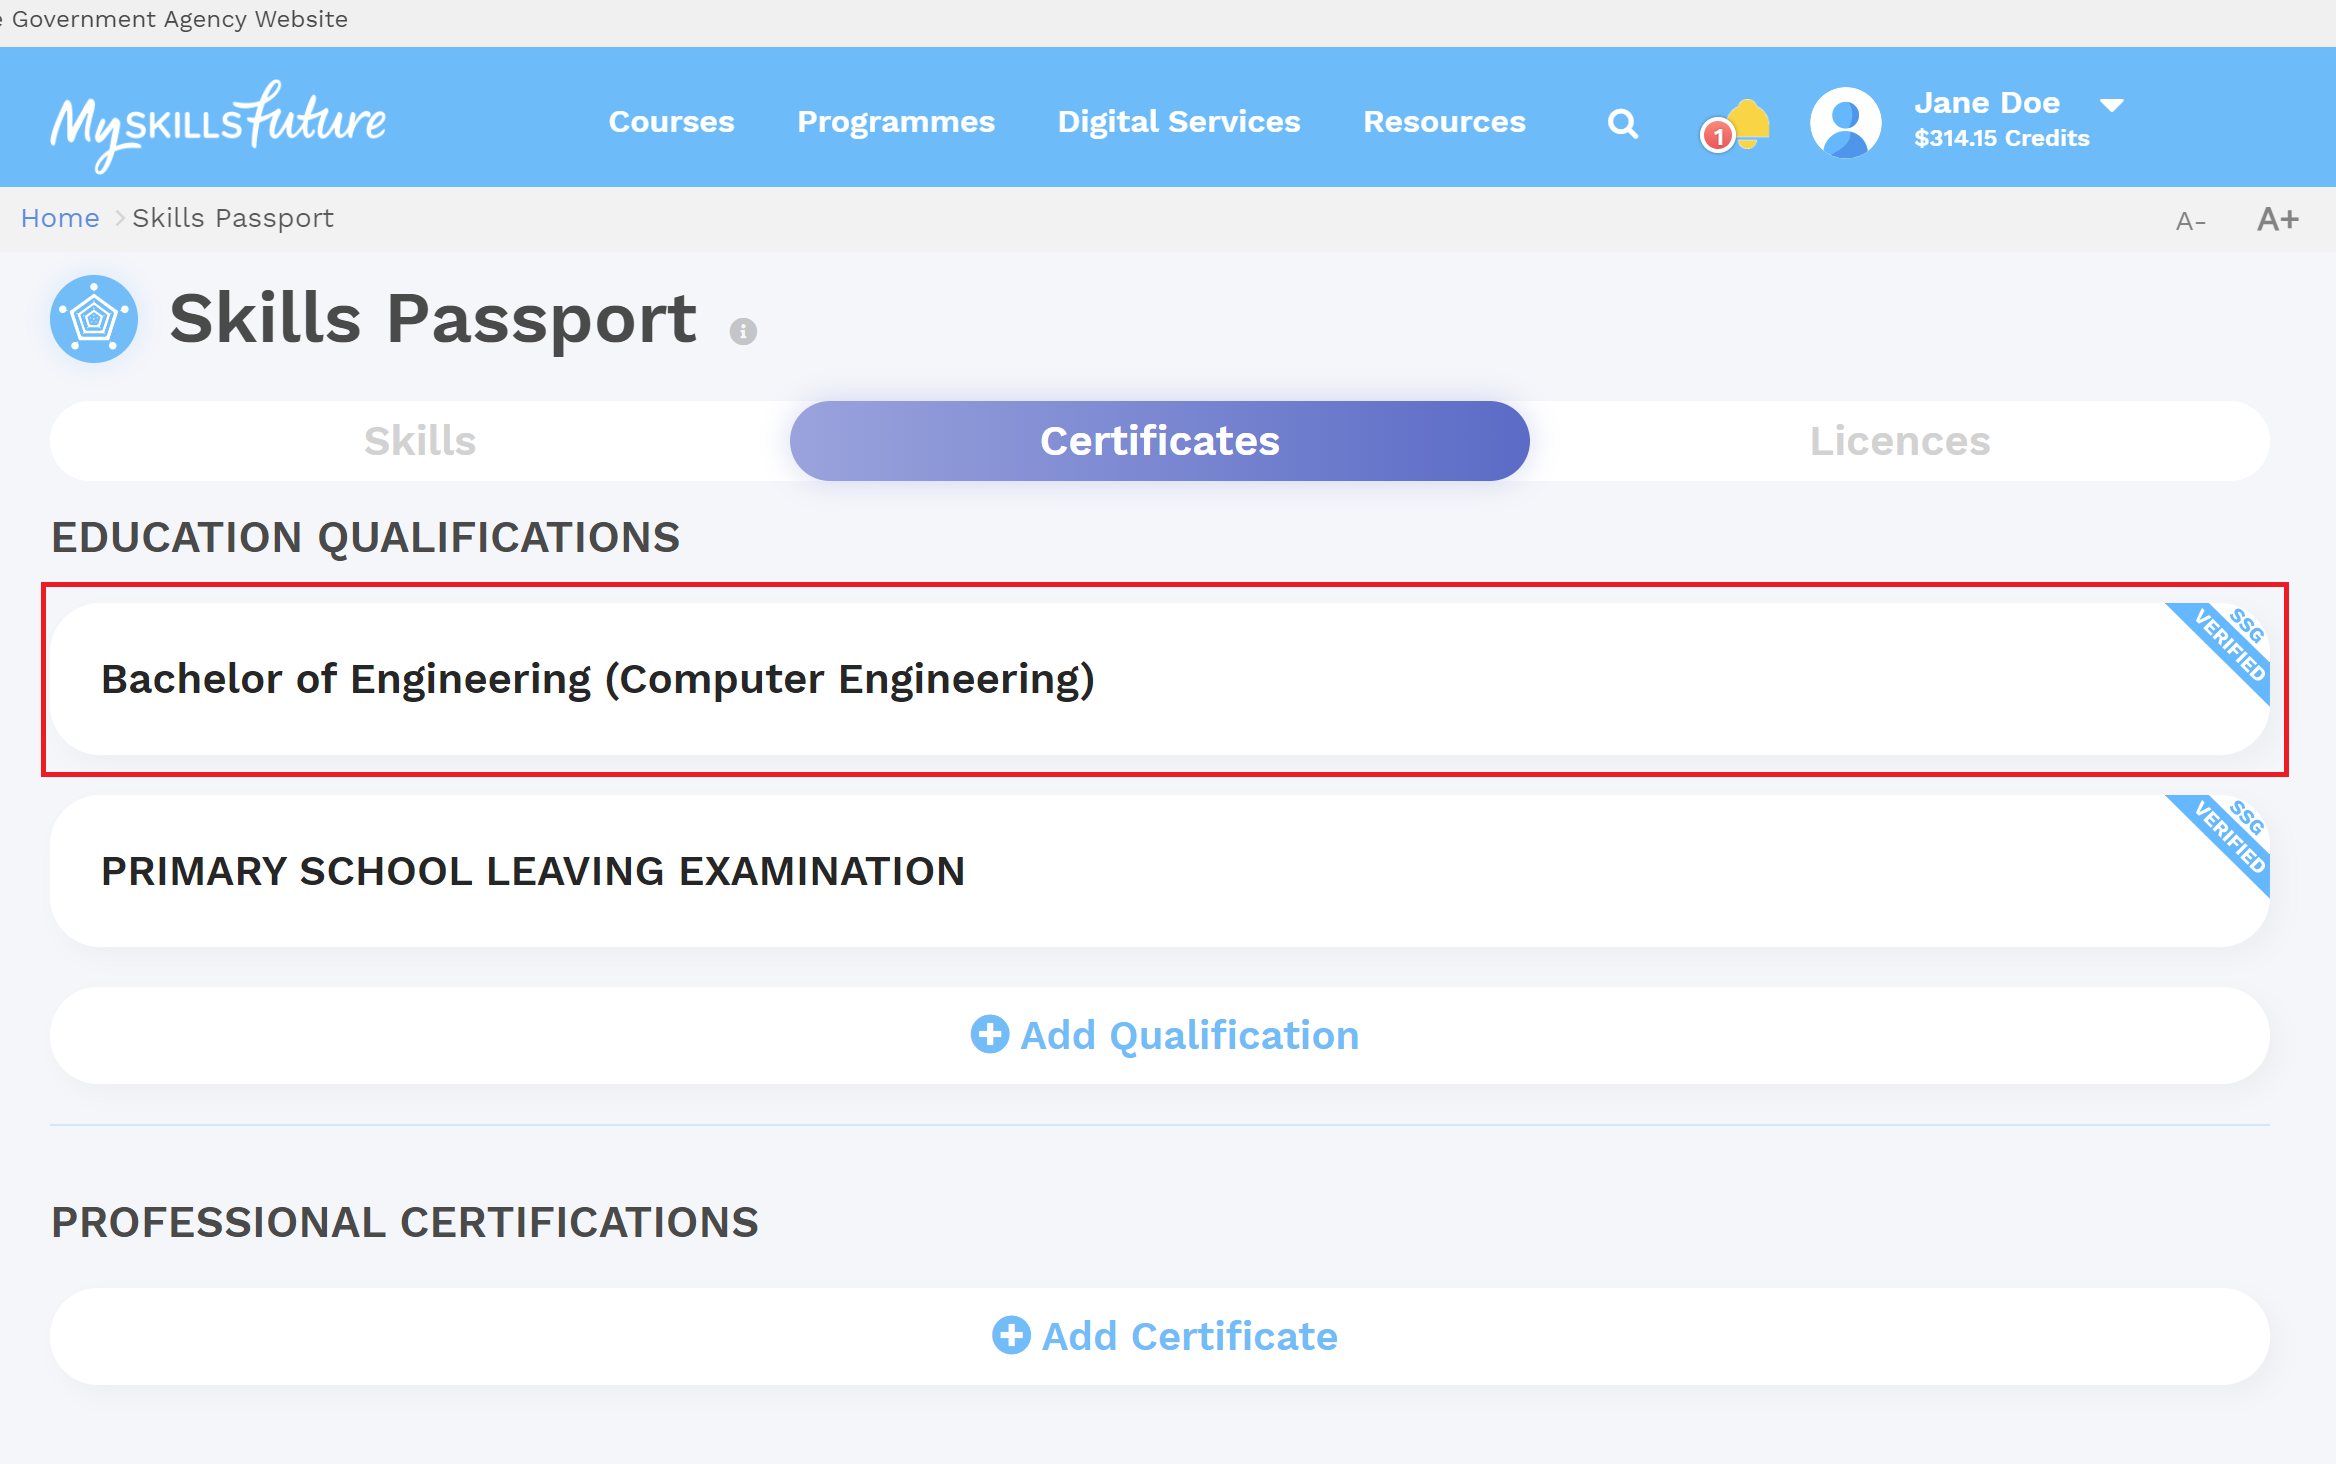 Government Agency Website
MySKILLSfuture
Courses Programmes Digital Services Resources
1
Jane Doe
$314.15 Credits
Home > Skills Passport
A- A+
Skills Passport i
Skills Certificates Licences
EDUCATION QUALIFICATIONS
Bachelor of Engineering (Computer Engineering)
SSG
VERIFIED
PRIMARY SCHOOL LEAVING EXAMINATION
SSG
VERIFIED
Add Qualification
PROFESSIONAL CERTIFICATIONS
Add Certificate